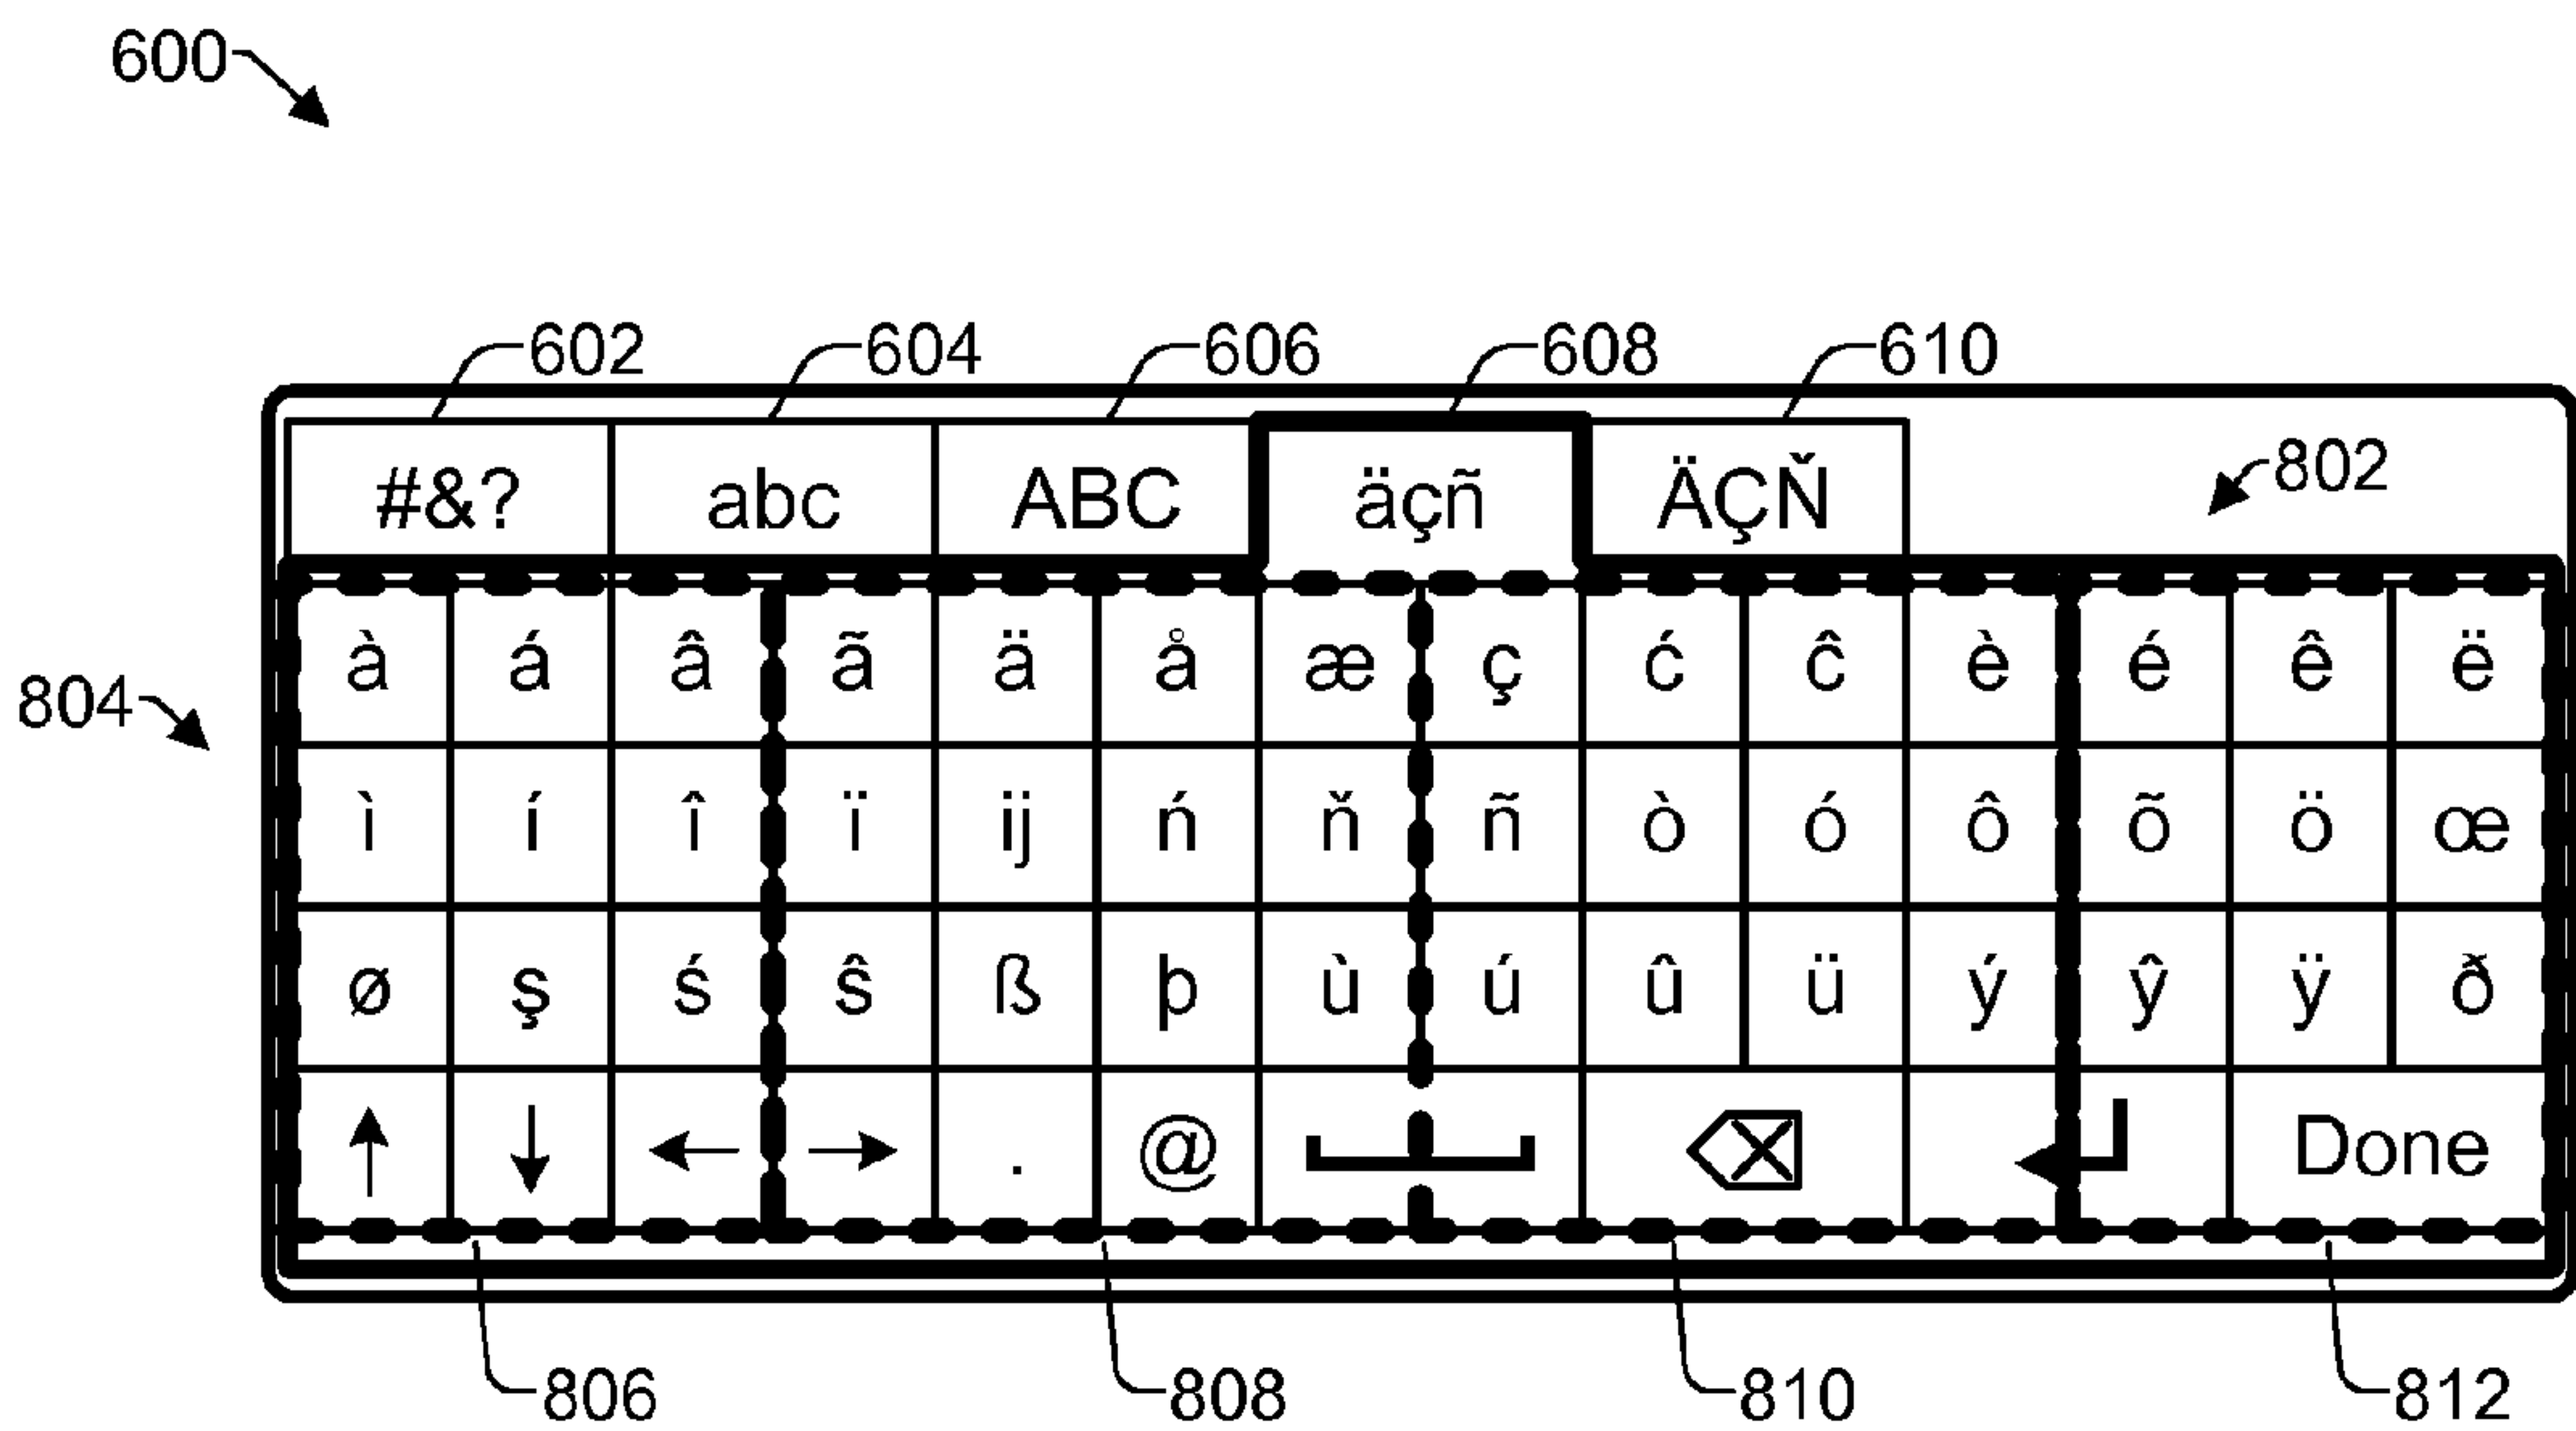 600
602 604 606 608 610
#&? abc ABC äçñ ÄÇŇ 802
à á â ã ä å æ ç ć ĉ è é ê ë
804
ì í î ï ij ń ň ñ ò ó ô õ ö œ
ø ş ś ŝ ß þ ù ú û ü ý ŷ ÿ ð
↑ ↓ ← → . @ Done
806 808 810 812